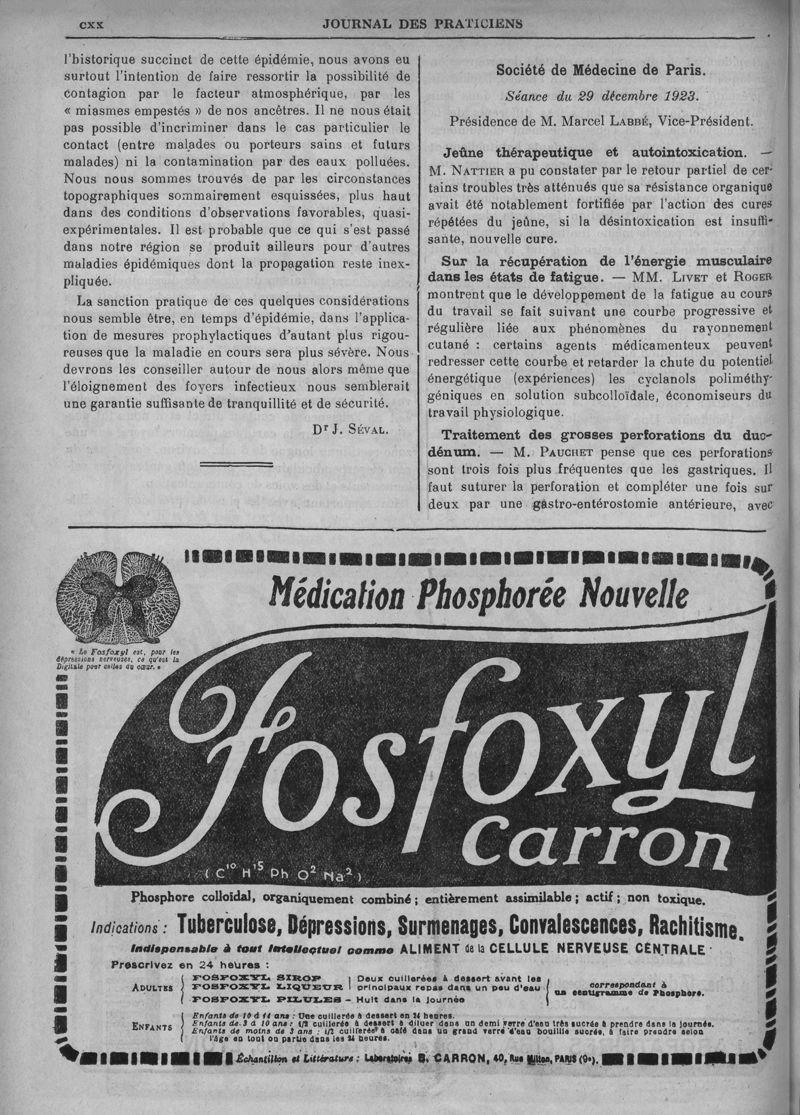 cxx
JOURNAL DES PRATICIENS
l'historique succinct de cette épidémie, nous avons eu
surtout l'intention de faire ressortir la possibilité de
contagion par le facteur atmosphérique, par les
« miasmes empestés » de nos ancêtres. Il ne nous était
pas possible d'incriminer dans le cas particulier le
contact (entre malades ou porteurs sains et futurs
malades) ni la contamination par des eaux polluées.
Nous nous sommes trouvés de par les circonstances
topographiques sommairement esquissées, plus haut
dans des conditions d'observations favorables, quasi-
expérimentales. Il est probable que ce qui s'est passé
dans notre région se produit ailleurs pour d'autres
maladies épidémiques dont la propagation reste inex-
pliquée.
La sanction pratique de ces quelques considérations
nous semble être, en temps d'épidémie, dans l'applica-
tion de mesures prophylactiques d'autant plus rigou-
reuses que la maladie en cours sera plus sévère. Nous
devrons les conseiller autour de nous alors même que
l'éloignement des foyers infectieux nous semblerait
une garantie suffisante de tranquillité et de sécurité.
Dr J. SÉVAL.
Société de Médecine de Paris.
Séance du 29 décembre 1923.
Présidence de M. Marcel LABBÉ, Vice-Président.
Jeûne thérapeutique et autointoxication. —
M. NATTIER a pu constater par le retour partiel de cer-
tains troubles très atténués que sa résistance organique
avait été notablement fortifiée par l'action des cures
répétées du jeûne, si la désintoxication est insuffi-
sante, nouvelle cure.
Sur la récupération de l'énergie musculaire
dans les états de fatigue. — MM. LIVET et ROGER
montrent que le développement de la fatigue au cours
du travail se fait suivant une courbe progressive et
régulière liée aux phénomènes du rayonnement
cutané : certains agents médicamenteux peuvent
redresser cette courbe et retarder la chute du potentiel
énergétique (expériences) les cyclanols poliméthy-
géniques en solution subcolloïdale, économiseurs du
travail physiologique.
Traitement des grosses perforations du duo-
dénum. — M. PAUCHET pense que ces perforations
sont trois fois plus fréquentes que les gastriques. Il
faut suturer la perforation et compléter une fois sur
deux par une gastro-entérostomie antérieure, avec
Médication Phosphorée Nouvelle
« Le Fosfoxyl est, pour les
dépressions nerveuses, ce qu'est la
Digitale pour celles du cœur. »
Fosfoxyl
Carron
(C¹⁰ H¹⁵ Ph O² Na²)
Phosphore colloïdal, organiquement combiné ; entièrement assimilable ; actif ; non toxique.
Indications : Tuberculose, Dépressions, Surmenages, Convalescences, Rachitisme.
Indispensable à tout Intellectuel comme ALIMENT de la CELLULE NERVEUSE CENTRALE
Prescrivez en 24 heures :
ADULTES
FOSFOXYL SIROP
FOSFOXYL LIQUEUR
Deux cuillerées à dessert avant les
principaux repas dans un peu d'eau
FOSFOXYL PILULES — Huit dans la journée
correspondant à
un centigramme de Phosphore.
ENFANTS
Enfants de 10 à 14 ans : Une cuillerée à dessert en 24 heures.
Enfants de 3 à 10 ans : 1/2 cuillerée à dessert à diluer dans un demi verre d'eau très sucrée à prendre dans la journée.
Enfants de moins de 3 ans : 1/2 cuillerée à café dans un grand verre d'eau bouillie sucrée, à faire prendre selon
l'âge en tout ou partie dans les 24 heures.
Échantillon et Littérature : Laboratoires B. CARRON, 40, Rue Milton, PARIS (9e).